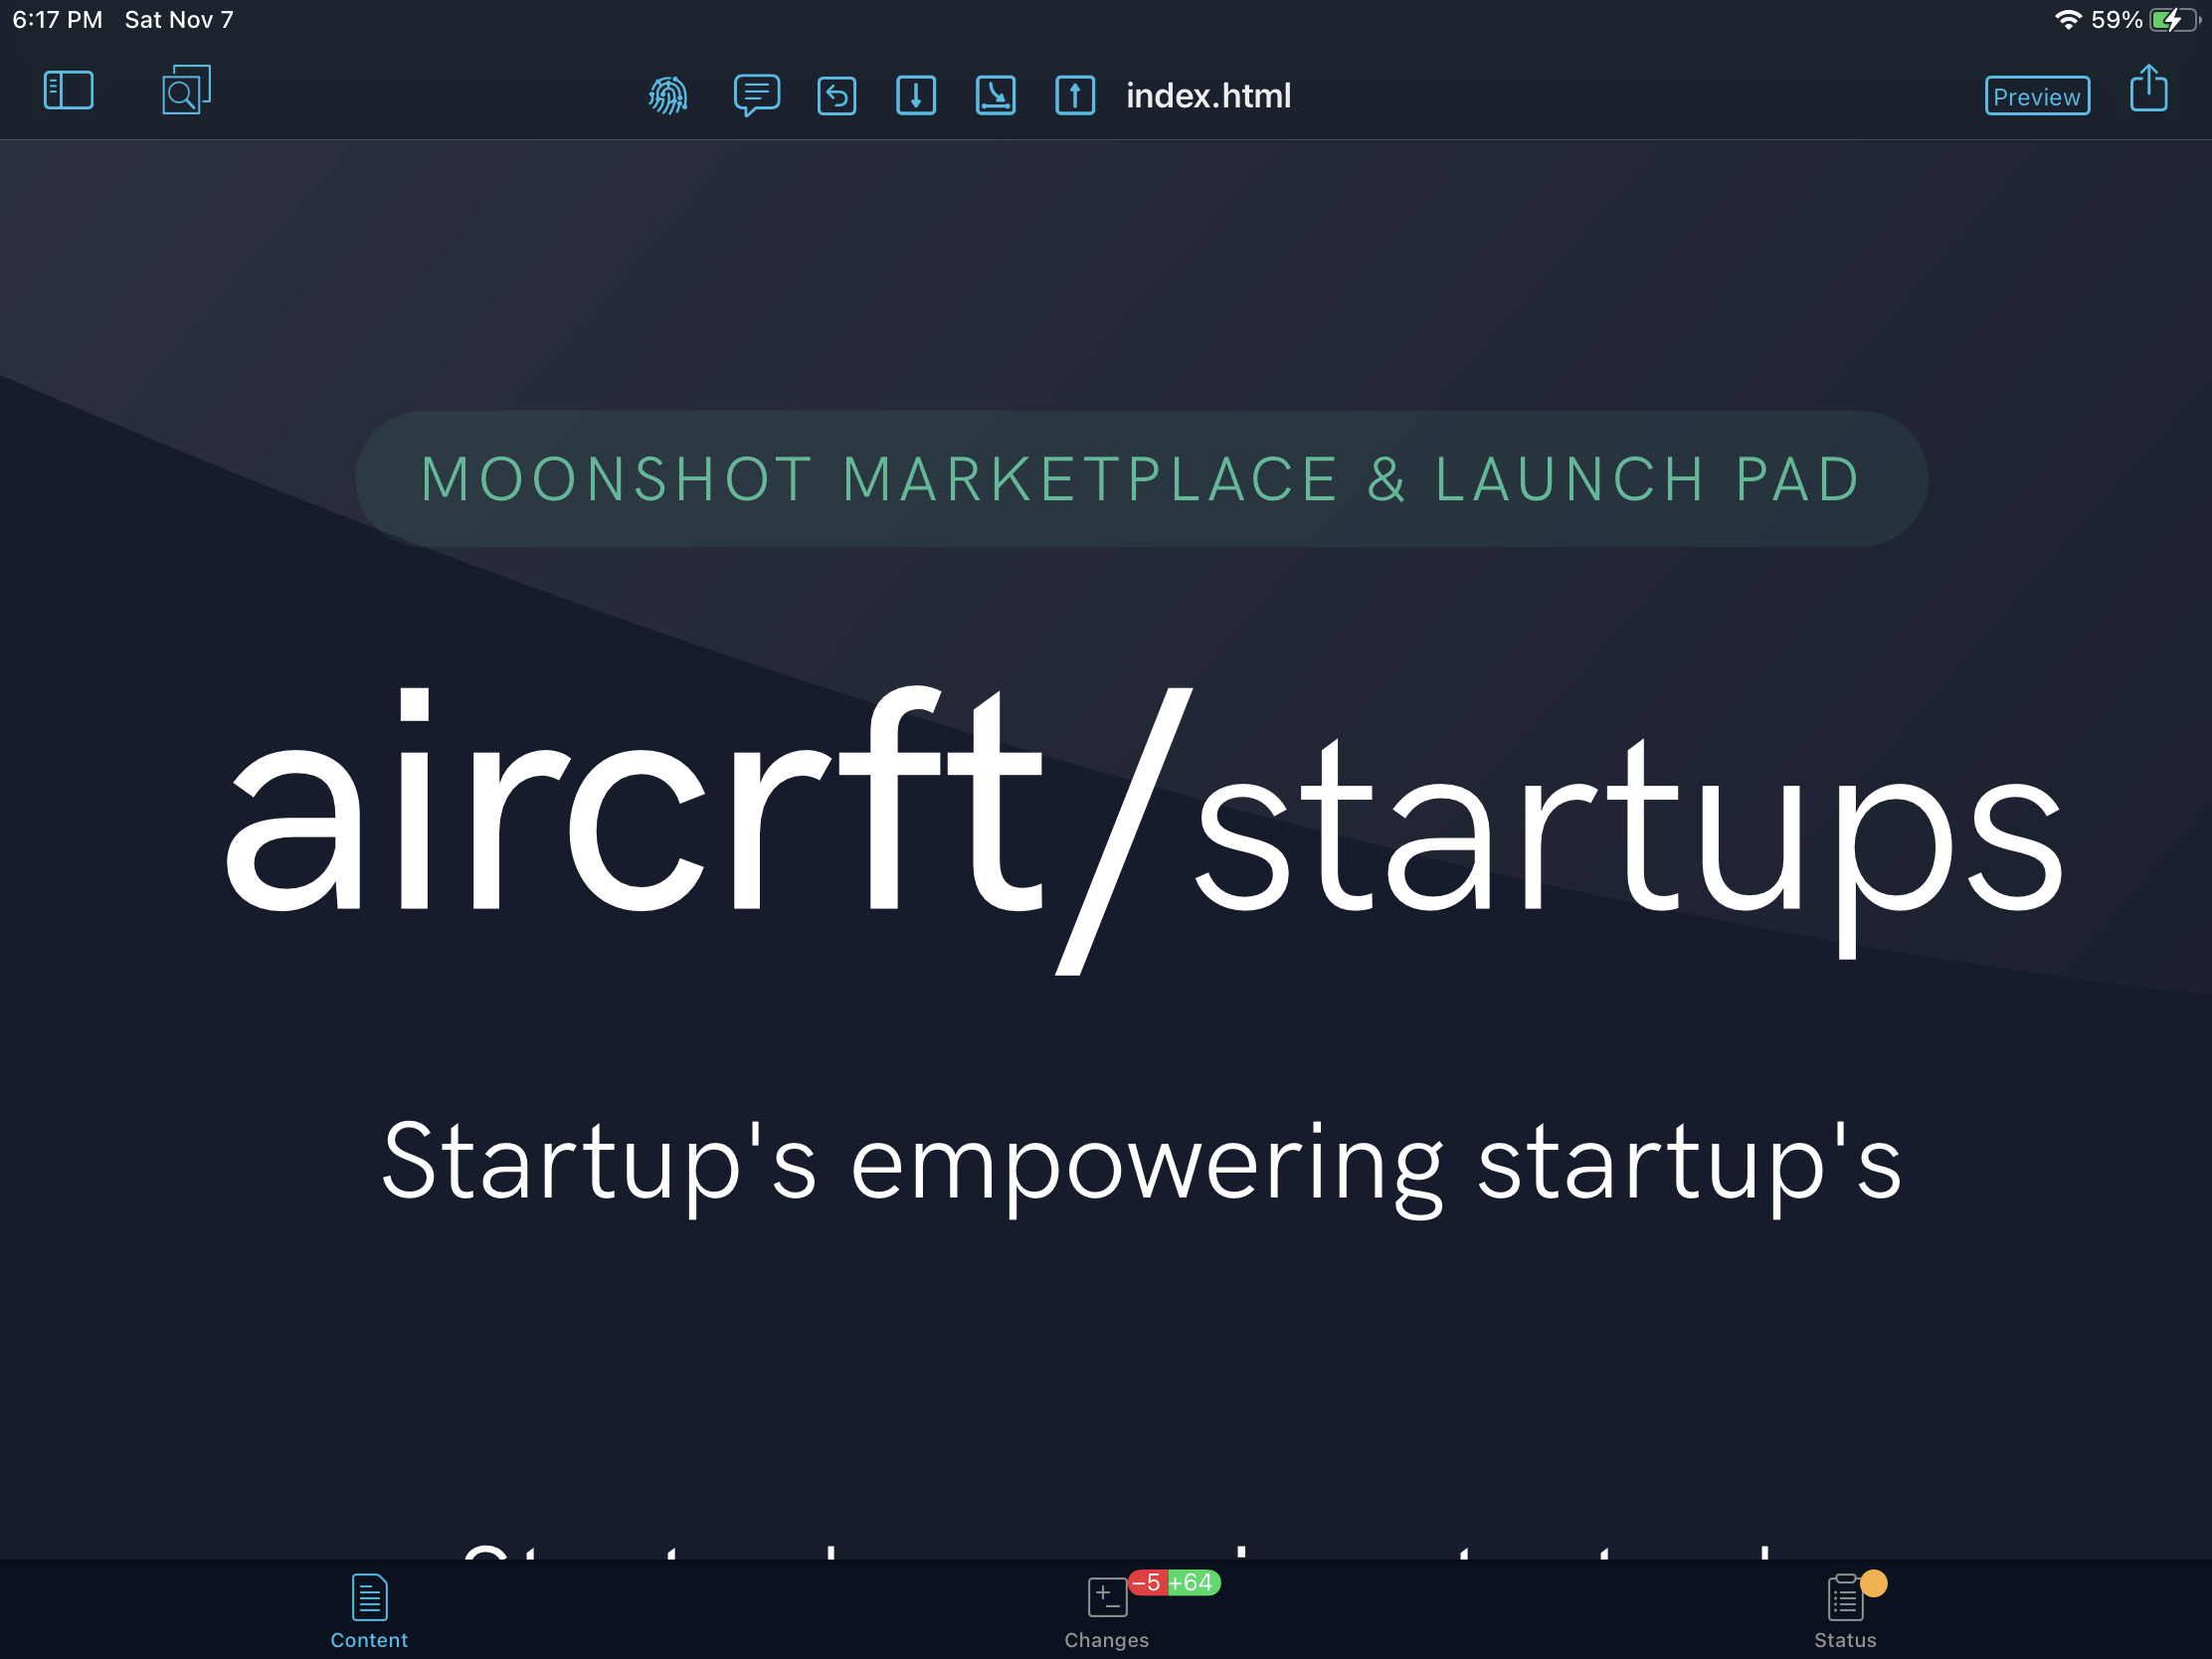 6:17 PM Sat Nov 7 59%
index.html Preview
MOONSHOT MARKETPLACE & LAUNCH PAD
aircrft/startups
Startup's empowering startup's
Content Changes −5 +64 Status